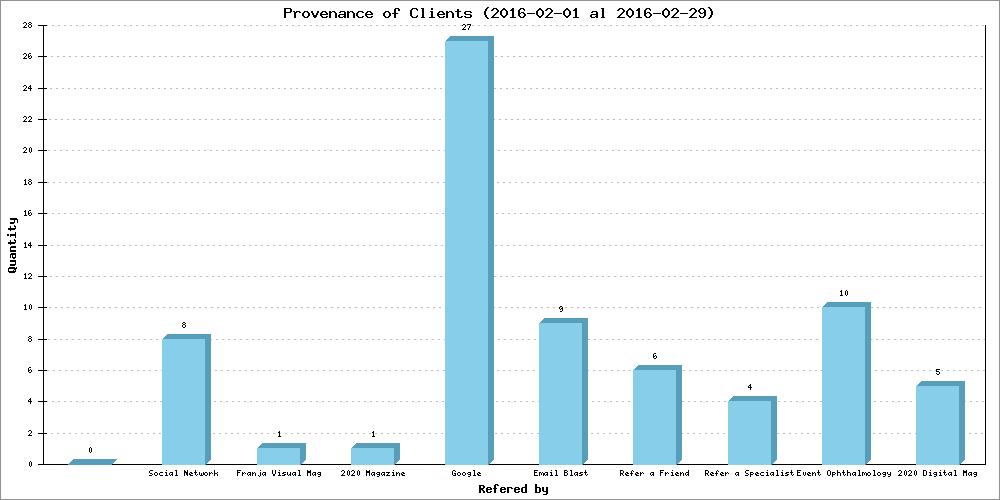 Provenance of Clients (2016-02-01 al 2016-02-29)
Quantity
28
26
24
22
20
18
16
14
12
10
8
6
4
2
0
0
8
1
1
27
9
6
4
10
5
Social Network
Franja Visual Mag
2020 Magazine
Google
Email Blast
Refer a Friend
Refer a Specialist
Event Ophthalmology
2020 Digital Mag
Refered by